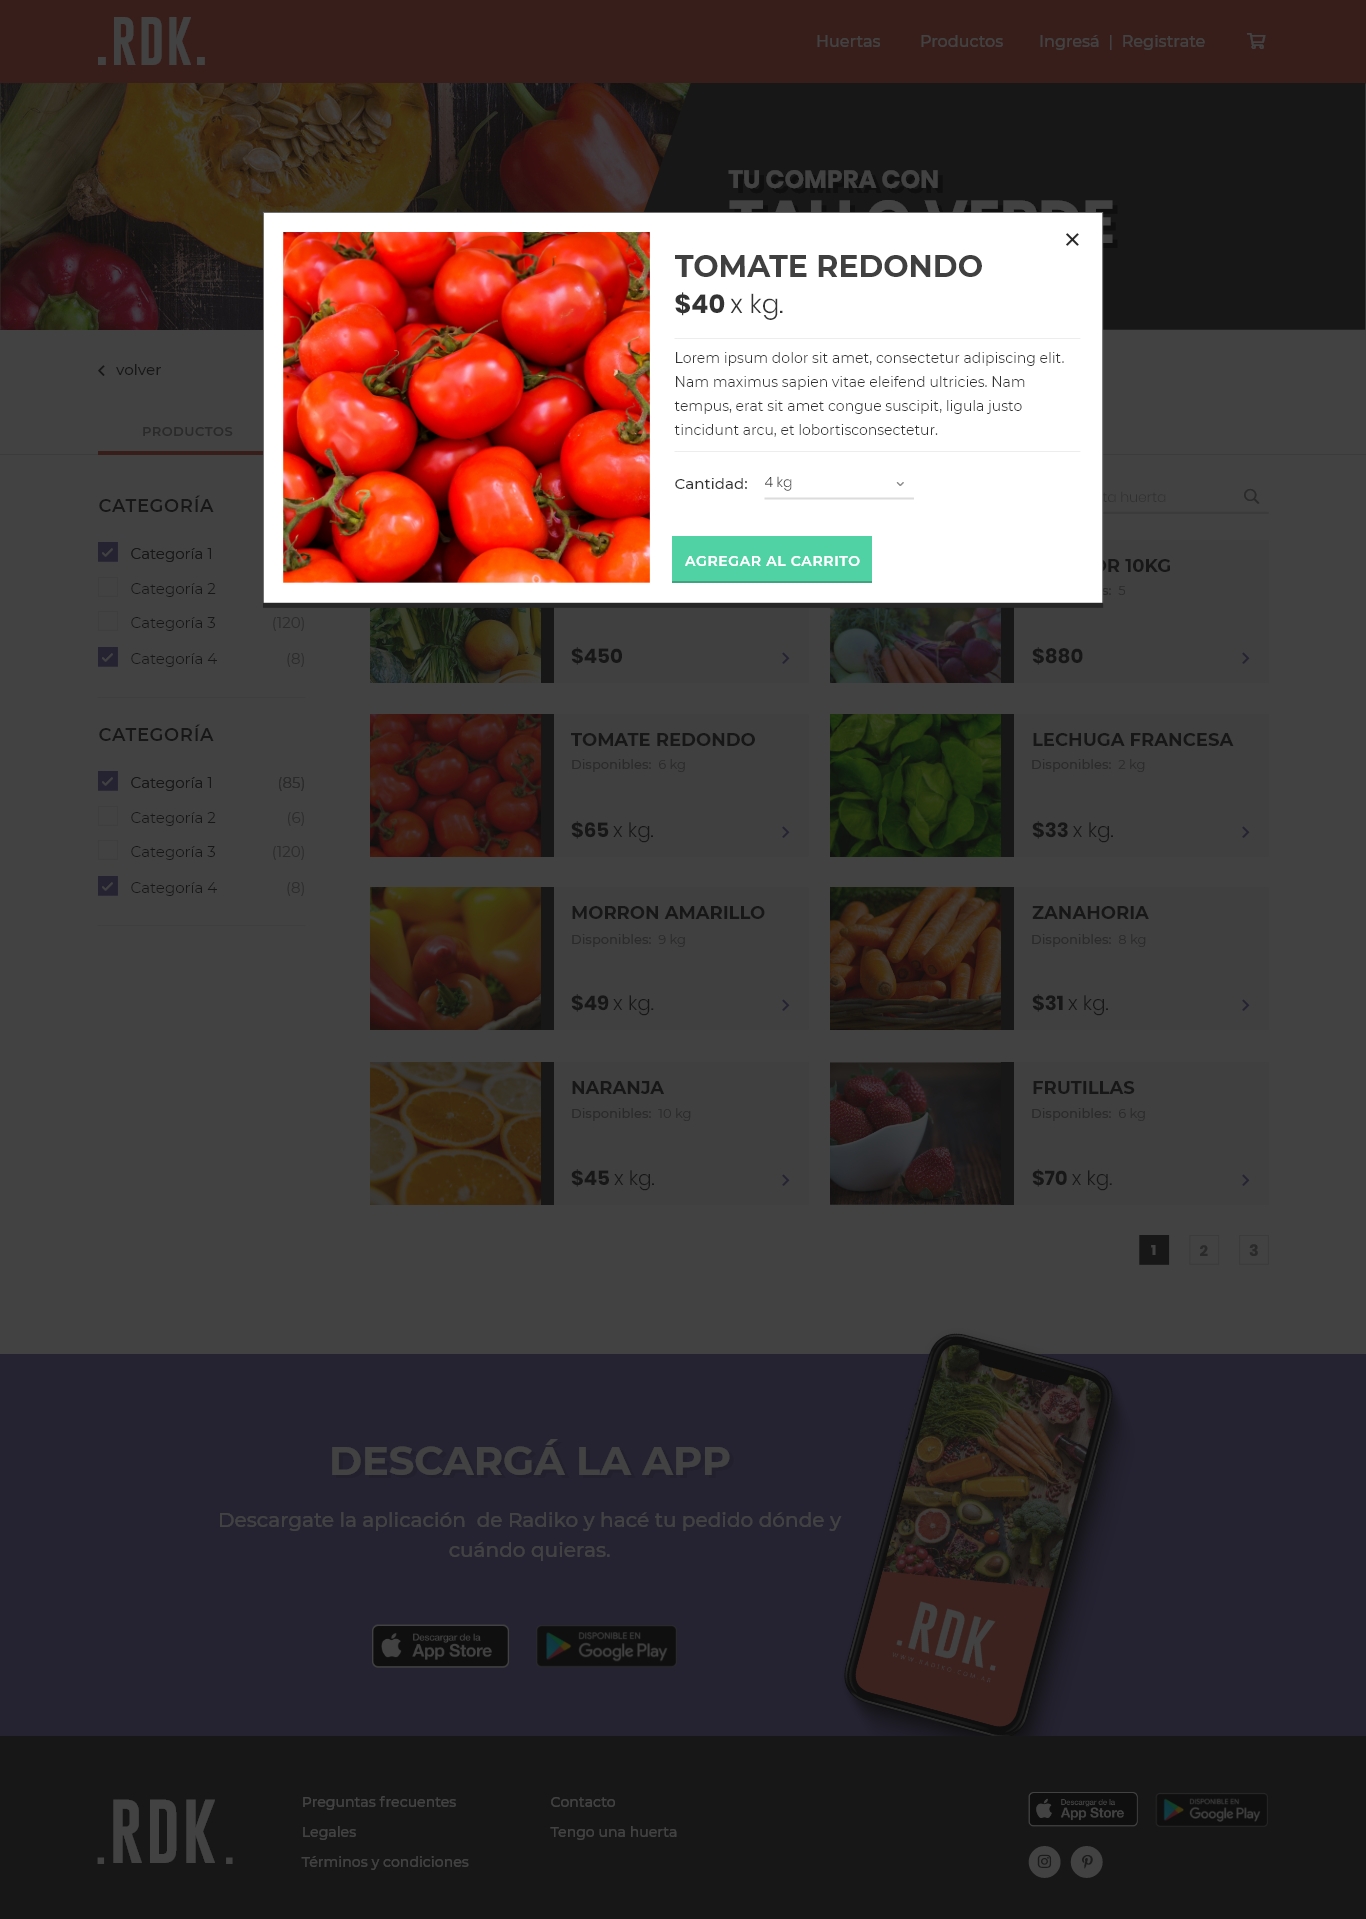 .RDK.
Huertas Productos Ingresá | Registrate
TU COMPRA CON
TALLO VERDE
TOMATE REDONDO
$40 x kg.
Lorem ipsum dolor sit amet, consectetur adipiscing elit.
Nam maximus sapien vitae eleifend ultricies. Nam
tempus, erat sit amet congue suscipit, ligula justo
tincidunt arcu, et lobortisconsectetur.
Cantidad: 4 kg
AGREGAR AL CARRITO
volver
PRODUCTOS
CATEGORÍA
Categoría 1
Categoría 2
Categoría 3 (120)
Categoría 4 (8)
CATEGORÍA
Categoría 1 (85)
Categoría 2 (6)
Categoría 3 (120)
Categoría 4 (8)
huerto
10KG
5
$450
$880
TOMATE REDONDO
Disponibles: 6 kg
$65 x kg.
LECHUGA FRANCESA
Disponibles: 2 kg
$33 x kg.
MORRON AMARILLO
Disponibles: 9 kg
$49 x kg.
ZANAHORIA
Disponibles: 8 kg
$31 x kg.
NARANJA
Disponibles: 10 kg
$45 x kg.
FRUTILLAS
Disponibles: 6 kg
$70 x kg.
1 2 3
DESCARGÁ LA APP
Descargate la aplicación de Radiko y hacé tu pedido dónde y
cuándo quieras.
Descargar de la
App Store
DISPONIBLE EN
Google Play
.RDK.
WWW.RADIKO.COM.AR
.RDK.
Preguntas frecuentes
Legales
Términos y condiciones
Contacto
Tengo una huerta
Descargar de la
App Store
DISPONIBLE EN
Google Play